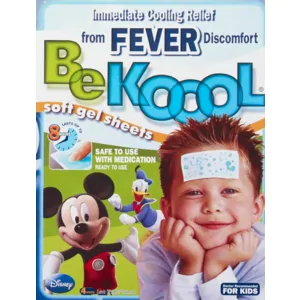 Immediate Cooling Relief
from FEVER Discomfort
Be Koool®
soft gel sheets
8
SAFE TO USE
WITH MEDICATION
READY TO USE
Disney
FOR KIDS